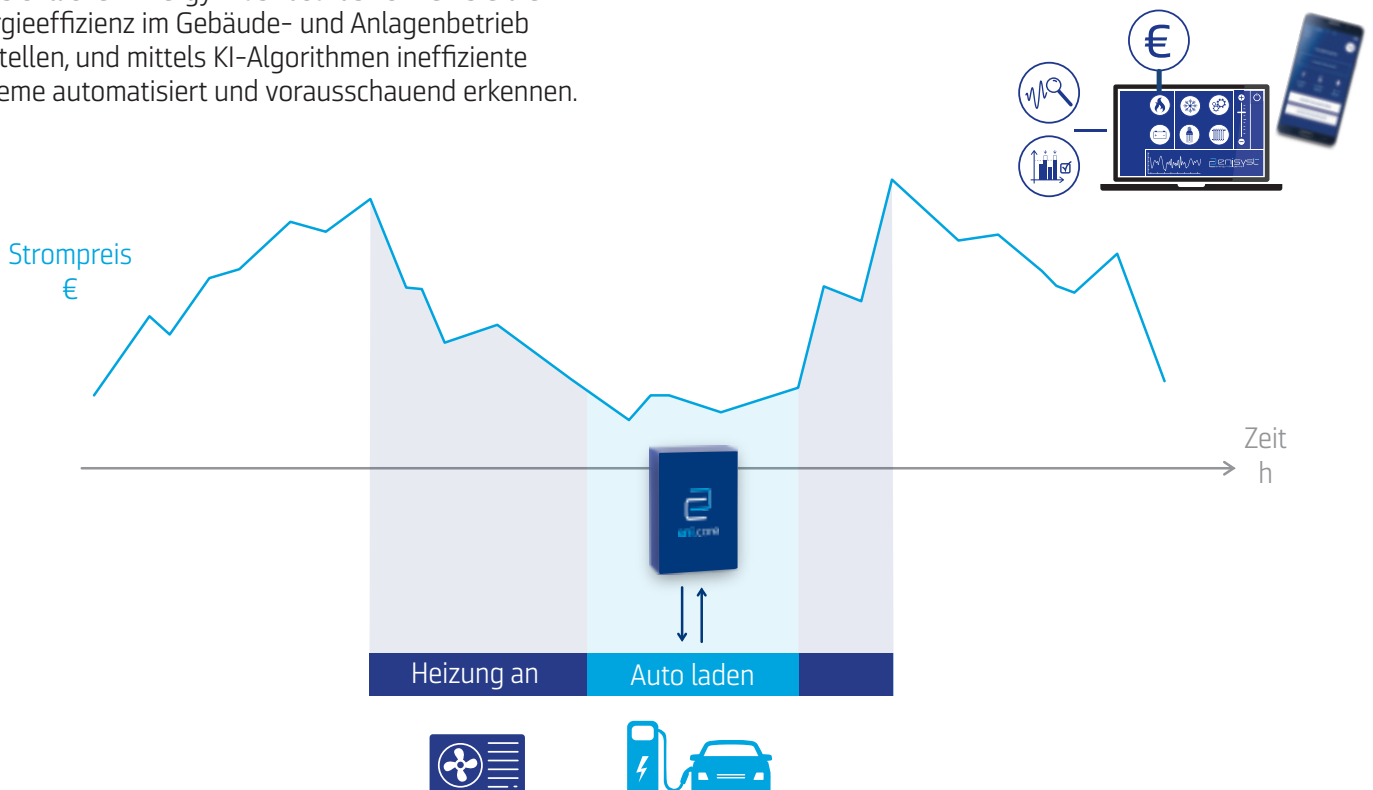 rgieeffizienz im Gebäude- und Anlagenbetrieb
tellen, und mittels KI-Algorithmen ineffiziente
eme automatisiert und vorausschauend erkennen.
€
enisyst
Strompreis
€
Zeit
h
Heizung an
Auto laden